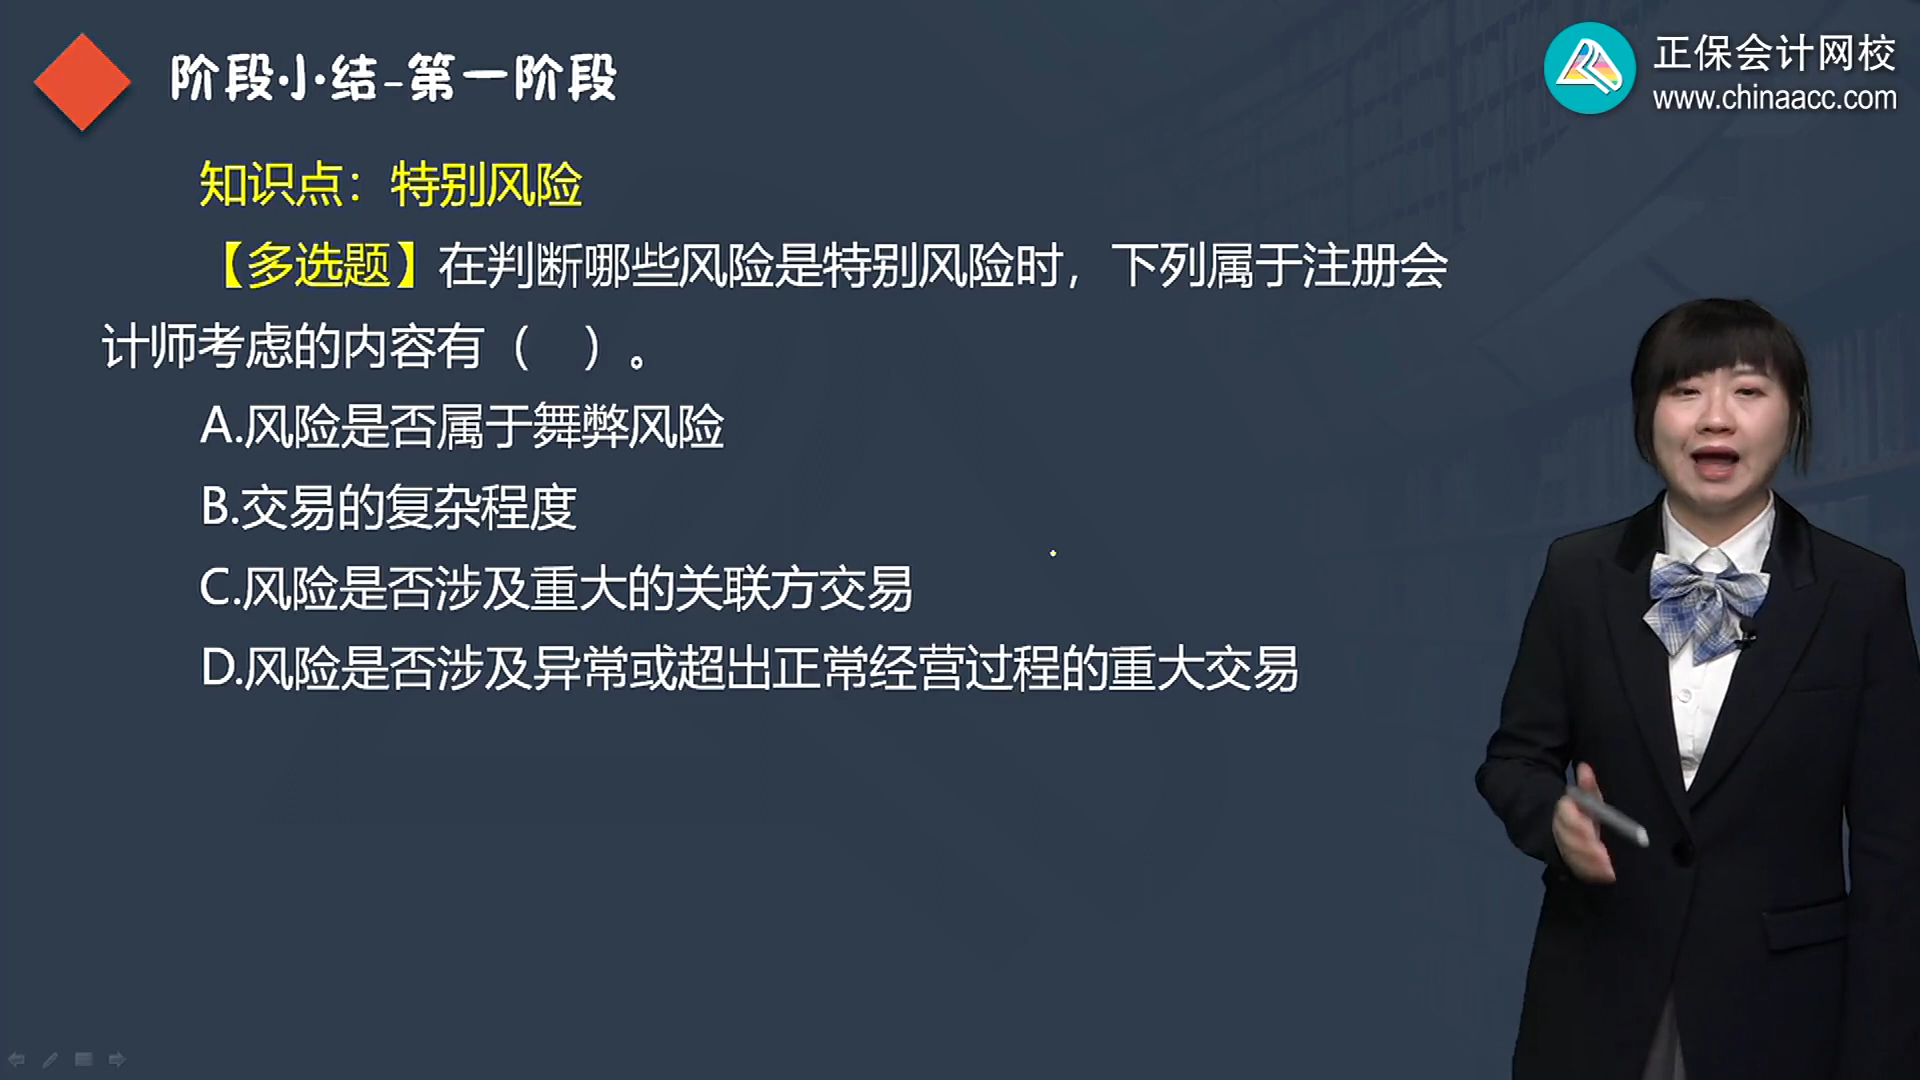 阶段小结-第一阶段
正保会计网校
www.chinaacc.com
知识点：特别风险
【多选题】在判断哪些风险是特别风险时，下列属于注册会
计师考虑的内容有（　）。
A.风险是否属于舞弊风险
B.交易的复杂程度
C.风险是否涉及重大的关联方交易
D.风险是否涉及异常或超出正常经营过程的重大交易